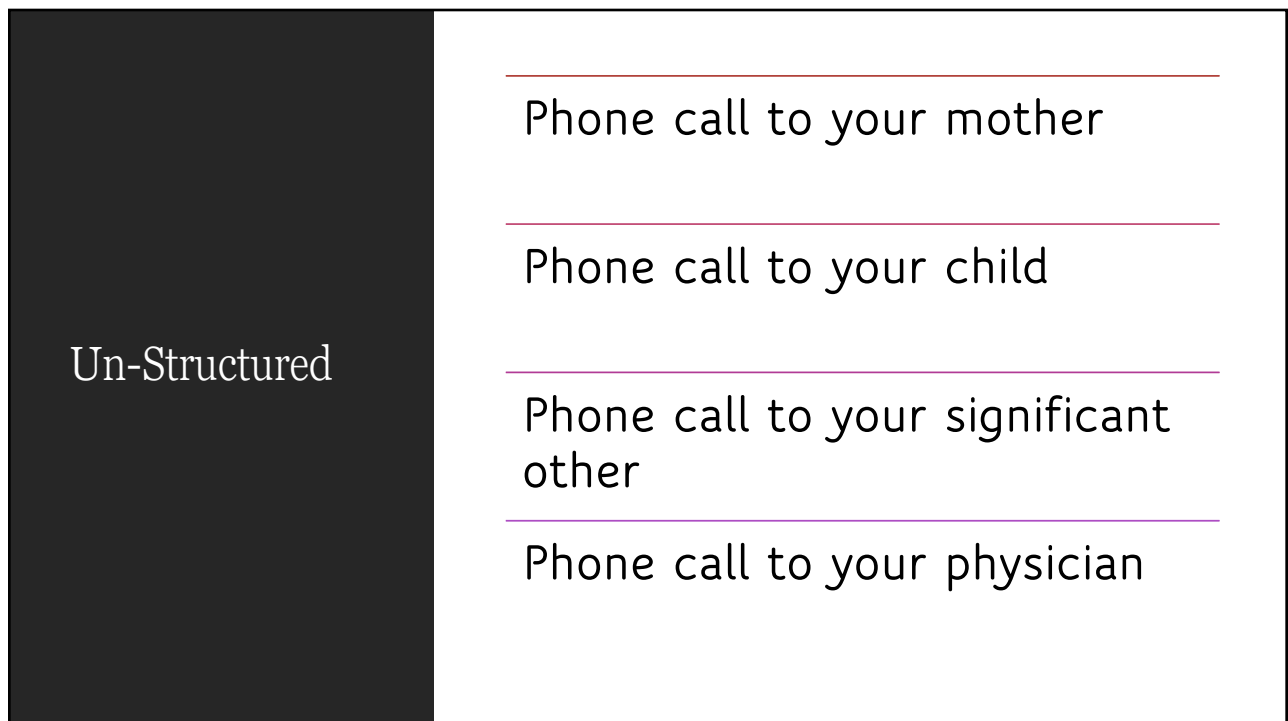 Un-Structured
Phone call to your mother
Phone call to your child
Phone call to your significant
other
Phone call to your physician